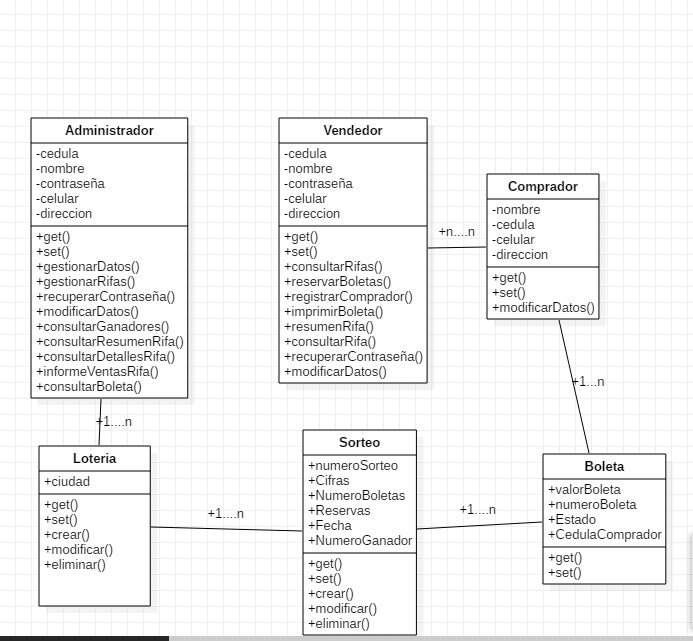 Administrador
-cedula
-nombre
-contraseña
-celular
-direccion
+get()
+set()
+gestionarDatos()
+gestionarRifas()
+recuperarContraseña()
+modificarDatos()
+consultarGanadores()
+consultarResumenRifa()
+consultarDetallesRifa()
+informeVentasRifa()
+consultarBoleta()
Vendedor
-cedula
-nombre
-contraseña
-celular
-direccion
+get()
+set()
+consultarRifas()
+reservarBoletas()
+registrarComprador()
+imprimirBoleta()
+resumenRifa()
+consultarRifa()
+recuperarContraseña()
+modificarDatos()
+n....n
Comprador
-nombre
-cedula
-celular
-direccion
+get()
+set()
+modificarDatos()
+1...n
+1....n
Loteria
+ciudad
+get()
+set()
+crear()
+modificar()
+eliminar()
+1....n
Sorteo
+numeroSorteo
+Cifras
+NumeroBoletas
+Reservas
+Fecha
+NumeroGanador
+get()
+set()
+crear()
+modificar()
+eliminar()
+1....n
Boleta
+valorBoleta
+numeroBoleta
+Estado
+CedulaComprador
+get()
+set()